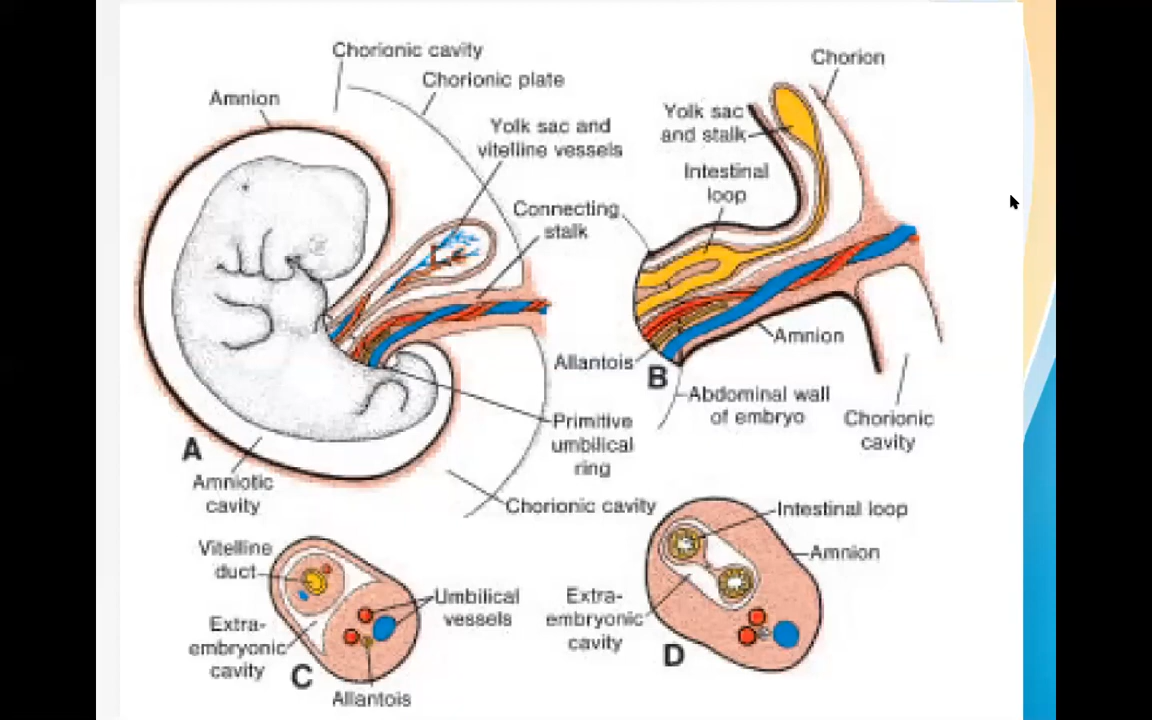 Chorionic cavity
Chorionic plate
Amnion
Yolk sac and
vitelline vessels
Connecting
stalk
A
Amniotic
cavity
Primitive
umbilical
ring
Chorionic cavity
Chorion
Yolk sac
and stalk
Intestinal
loop
Amnion
Allantois
B
Abdominal wall
of embryo
Chorionic
cavity
Vitelline
duct
Umbilical
vessels
Extra-
embryonic
cavity
C
Allantois
Intestinal loop
Amnion
Extra-
embryonic
cavity
D